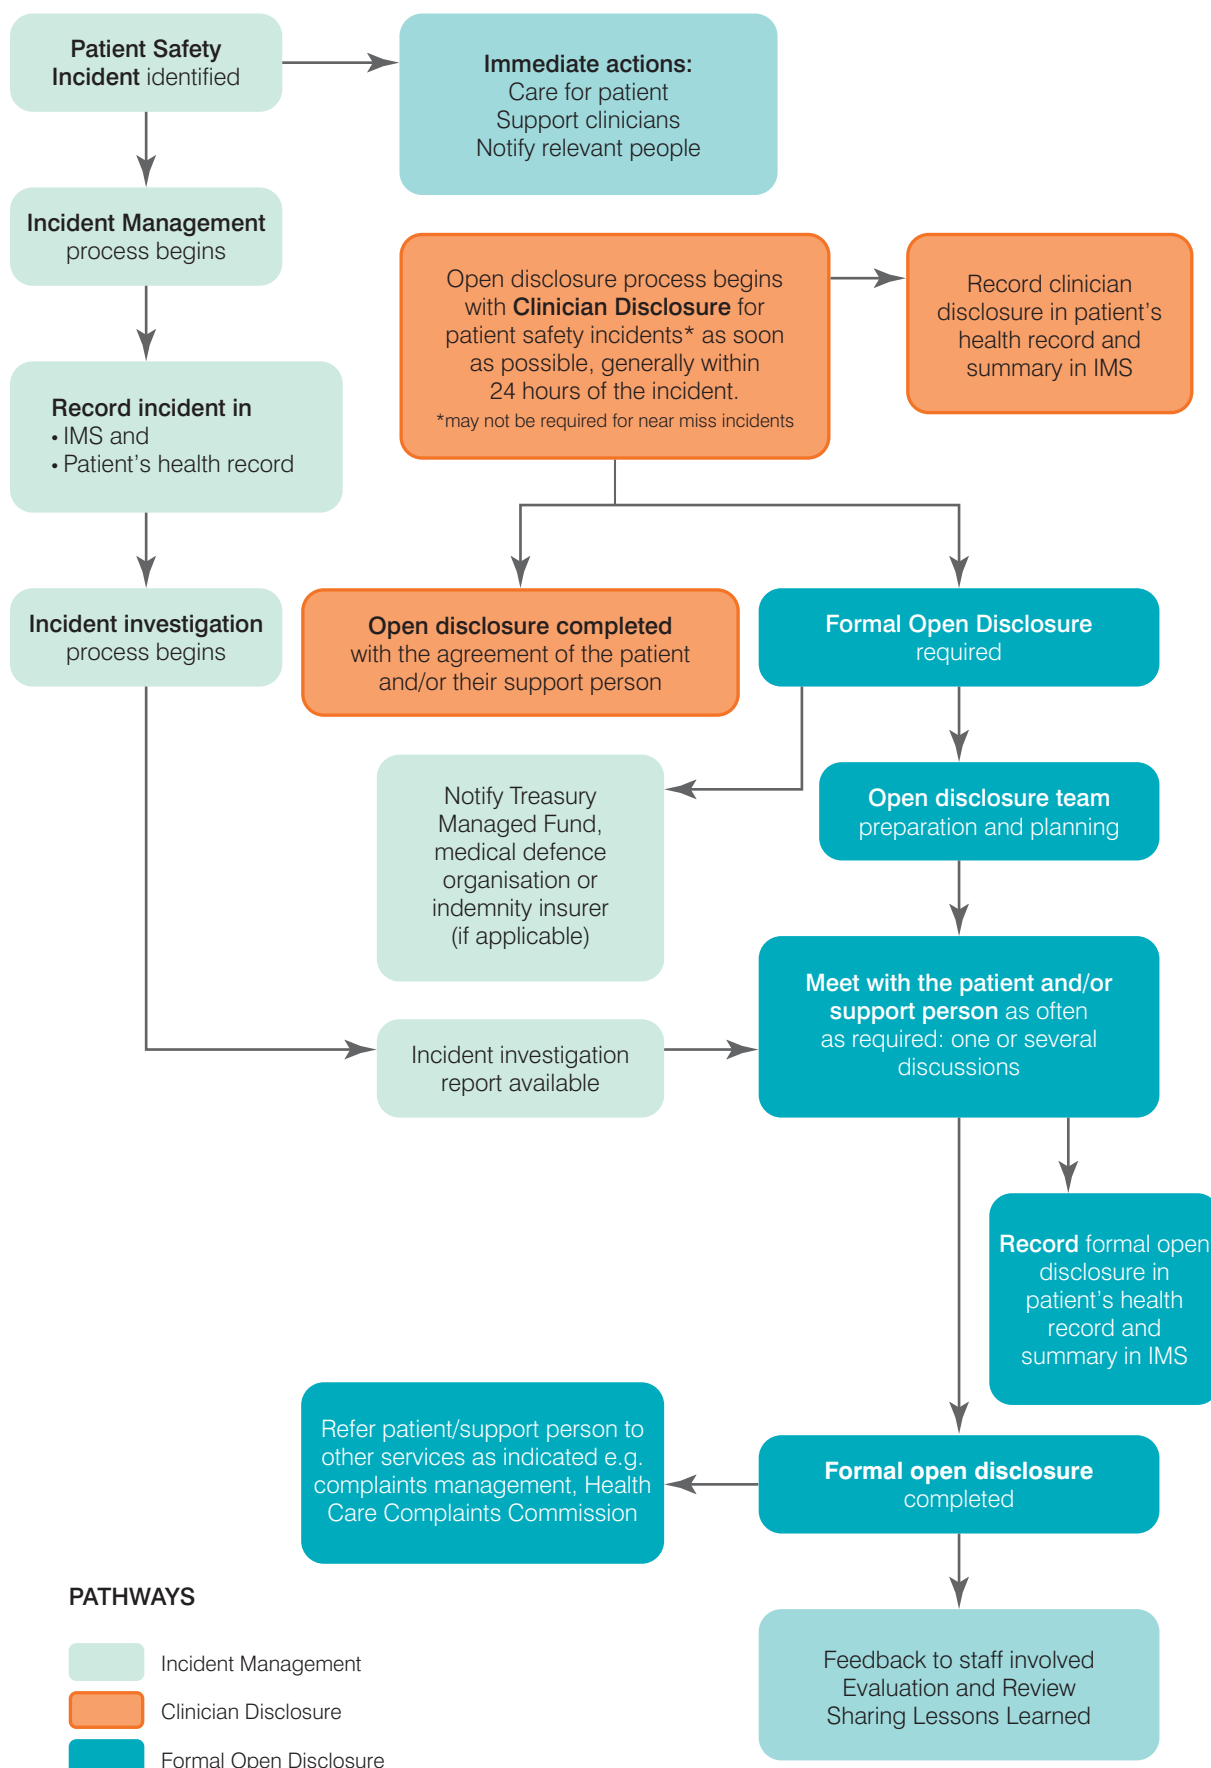 Patient Safety
Incident identified
Immediate actions:
Care for patient
Support clinicians
Notify relevant people
Incident Management
process begins
Open disclosure process begins
with Clinician Disclosure for
patient safety incidents* as soon
as possible, generally within
24 hours of the incident.
*may not be required for near miss incidents
Record clinician
disclosure in patient's
health record and
summary in IMS
Record incident in
• IMS and
• Patient's health record
Incident investigation
process begins
Open disclosure completed
with the agreement of the patient
and/or their support person
Formal Open Disclosure
required
Notify Treasury
Managed Fund,
medical defence
organisation or
indemnity insurer
(if applicable)
Open disclosure team
preparation and planning
Meet with the patient and/or
support person as often
as required: one or several
discussions
Incident investigation
report available
Record formal open
disclosure in
patient's health
record and
summary in IMS
Refer patient/support person to
other services as indicated e.g.
complaints management, Health
Care Complaints Commission
Formal open disclosure
completed
Feedback to staff involved
Evaluation and Review
Sharing Lessons Learned
PATHWAYS
Incident Management
Clinician Disclosure
Formal Open Disclosure